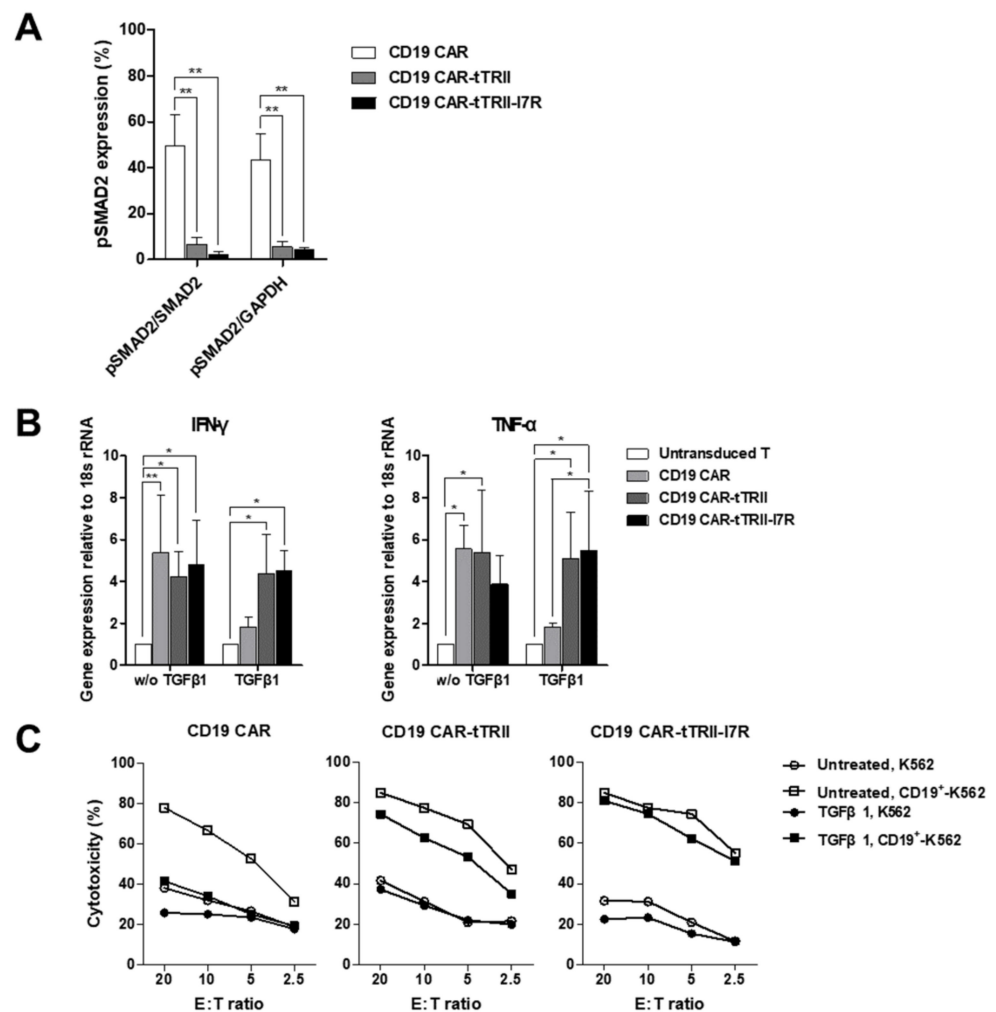 A
100
80
60
40
20
0
pSMAD2 expression (%)
**
**
**
**
pSMAD2/SMAD2
pSMAD2/GAPDH
CD19 CAR
CD19 CAR-tTRII
CD19 CAR-tTRII-I7R
B
IFN-γ
Gene expression relative to 18s rRNA
10
8
6
4
2
0
*
*
**
*
*
w/o TGFβ1
TGFβ1
TNF-α
Gene expression relative to 18s rRNA
10
8
6
4
2
0
*
*
*
*
*
w/o TGFβ1
TGFβ1
Untransduced T
CD19 CAR
CD19 CAR-tTRII
CD19 CAR-tTRII-I7R
C
CD19 CAR
Cytotoxicity (%)
100
80
60
40
20
0
20 10 5 2.5
E:T ratio
CD19 CAR-tTRII
100
80
60
40
20
0
20 10 5 2.5
E:T ratio
CD19 CAR-tTRII-I7R
100
80
60
40
20
0
20 10 5 2.5
E:T ratio
Untreated, K562
Untreated, CD19⁺-K562
TGFβ 1, K562
TGFβ 1, CD19⁺-K562